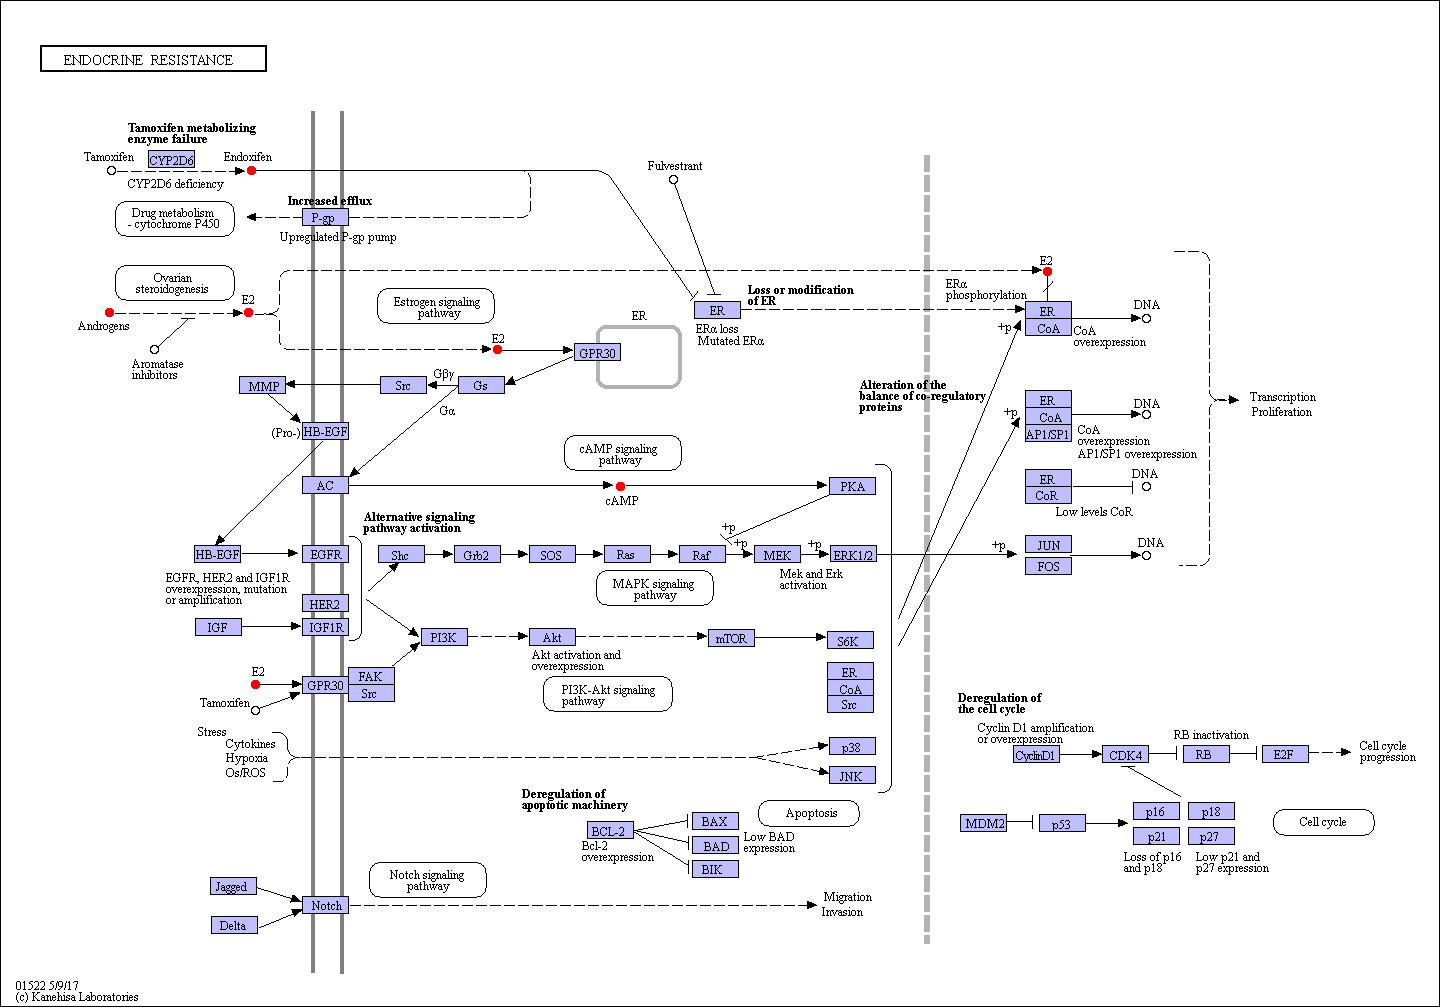 ENDOCRINE RESISTANCE
Tamoxifen metabolizing
enzyme failure
Tamoxifen
CYP2D6
Endoxifen
CYP2D6 deficiency
Fulvestrant
Increased efflux
Drug metabolism
- cytochrome P450
P-gp
Upregulated P-gp pump
Ovarian
steroidogenesis
E2
Androgens
Aromatase
inhibitors
Estrogen signaling
pathway
E2
GPR30
ER
ER
ERα loss
Mutated ERα
Loss or modification
of ER
E2
ERα
phosphorylation
ER
CoA
+p
CoA
overexpression
DNA
MMP
Src
Gβγ
Gs
Gα
(Pro-)
HB-EGF
Alteration of the
balance of co-regulatory
proteins
+p
ER
CoA
AP1/SP1
DNA
CoA
overexpression
AP1/SP1 overexpression
Transcription
Proliferation
cAMP signaling
pathway
AC
cAMP
PKA
ER
CoR
DNA
Low levels CoR
Alternative signaling
pathway activation
HB-EGF
EGFR
Shc
Grb2
SOS
Ras
Raf
+p
+p
MEK
+p
ERK1/2
+p
JUN
FOS
DNA
EGFR, HER2 and IGF1R
overexpression, mutation
or amplification
HER2
MAPK signaling
pathway
Mek and Erk
activation
IGF
IGF1R
PI3K
Akt
mTOR
S6K
Akt activation and
overexpression
E2
Tamoxifen
GPR30
FAK
Src
PI3K-Akt signaling
pathway
ER
CoA
Src
Stress
Cytokines
Hypoxia
Os/ROS
p38
JNK
Deregulation of
the cell cycle
Cyclin D1 amplification
or overexpression
CyclinD1
CDK4
RB inactivation
RB
E2F
Cell cycle
progression
Deregulation of
apoptotic machinery
Apoptosis
BCL-2
Bcl-2
overexpression
BAX
BAD
BIK
Low BAD
expression
MDM2
p53
p16
p18
p21
p27
Loss of p16
and p18
Low p21 and
p27 expression
Cell cycle
Notch signaling
pathway
Jagged
Delta
Notch
Migration
Invasion
01522 5/9/17
(c) Kanehisa Laboratories